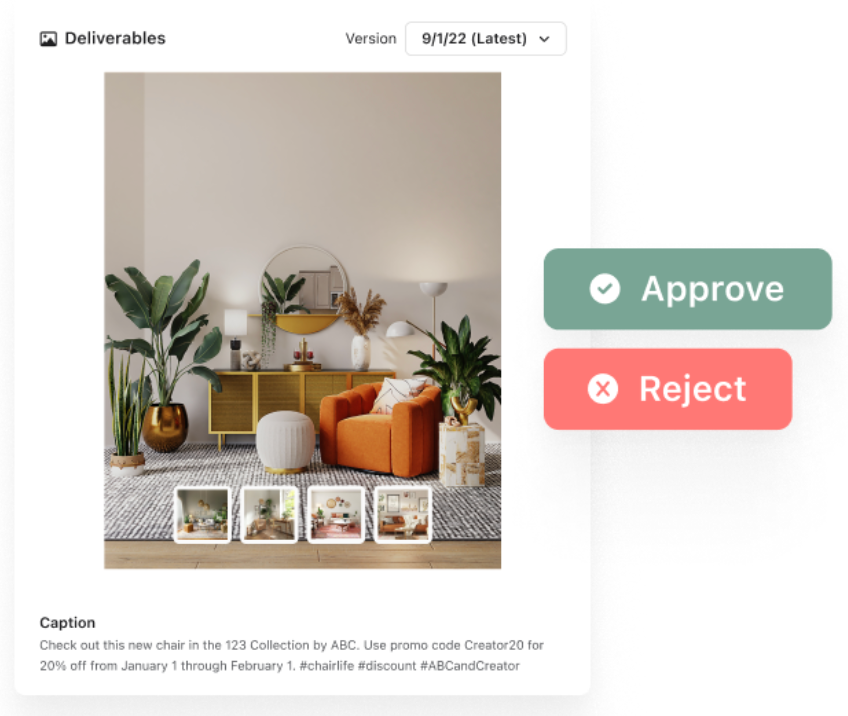 Deliverables
Version 9/1/22 (Latest)
Approve
Reject
Caption
Check out this new chair in the 123 Collection by ABC. Use promo code Creator20 for
20% off from January 1 through February 1. #chairlife #discount #ABCandCreator